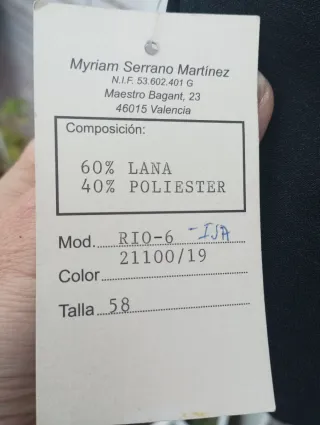 Myriam Serrano Martínez
N.I.F. 53.602.401 G
Maestro Bagant, 23
46015 Valencia
Composición:
60% LANA
40% POLIESTER
Mod. RIO-6 -ISA
21100/19
Color
Talla 58